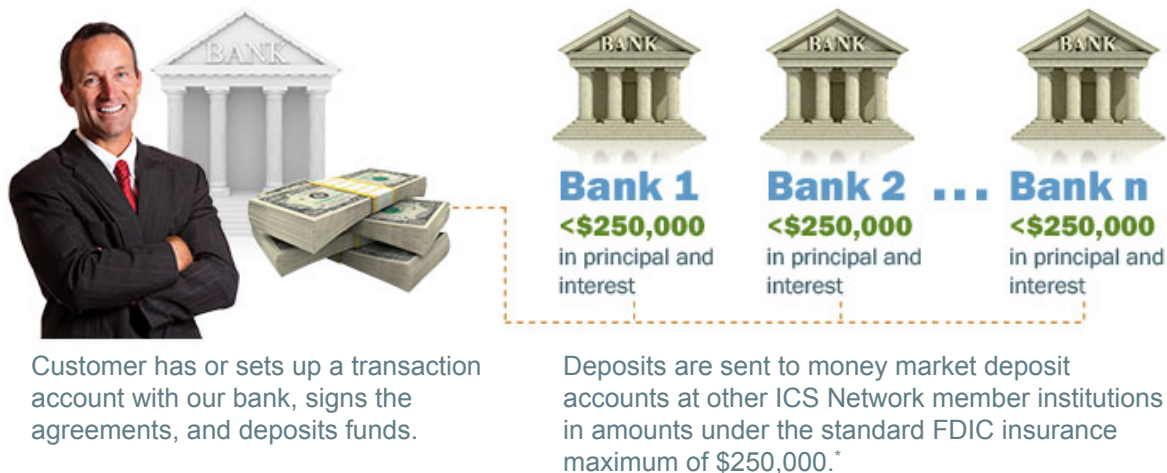 BANK
BANK
BANK
BANK
Bank 1
<$250,000
in principal and
interest
Bank 2
<$250,000
in principal and
interest
...
Bank n
<$250,000
in principal and
interest
Customer has or sets up a transaction
account with our bank, signs the
agreements, and deposits funds.
Deposits are sent to money market deposit
accounts at other ICS Network member institutions
in amounts under the standard FDIC insurance
maximum of $250,000.*